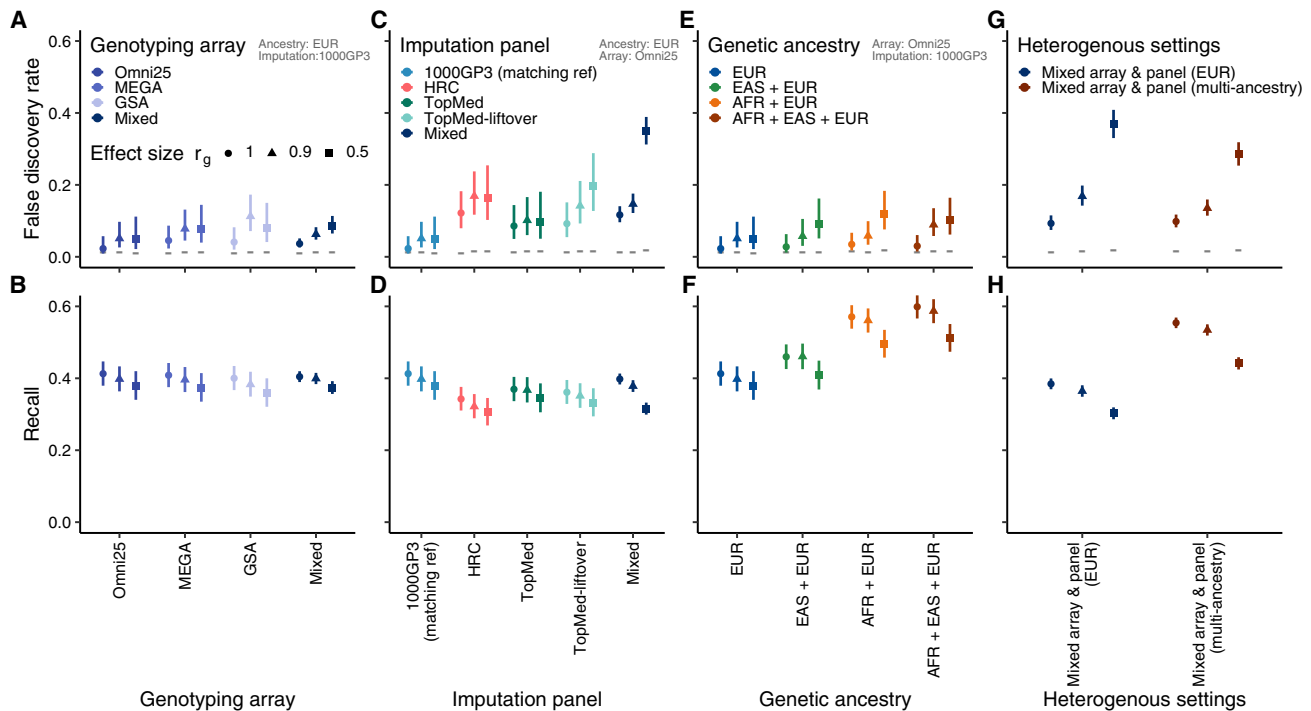 A
Genotyping array
Ancestry: EUR
Imputation:1000GP3
Omni25
MEGA
GSA
Mixed
Effect size rg 1 0.9 0.5
False discovery rate
0.6
0.4
0.2
0.0
C
Imputation panel
Ancestry: EUR
Array: Omni25
1000GP3 (matching ref)
HRC
TopMed
TopMed-liftover
Mixed
E
Genetic ancestry
Array: Omni25
Imputation: 1000GP3
EUR
EAS + EUR
AFR + EUR
AFR + EAS + EUR
G
Heterogenous settings
Mixed array & panel (EUR)
Mixed array & panel (multi-ancestry)
B
Recall
0.6
0.4
0.2
0.0
Omni25
MEGA
GSA
Mixed
Genotyping array
D
1000GP3
(matching ref)
HRC
TopMed
TopMed-liftover
Mixed
Imputation panel
F
EUR
EAS + EUR
AFR + EUR
AFR + EAS + EUR
Genetic ancestry
H
Mixed array & panel
(EUR)
Mixed array & panel
(multi-ancestry)
Heterogenous settings